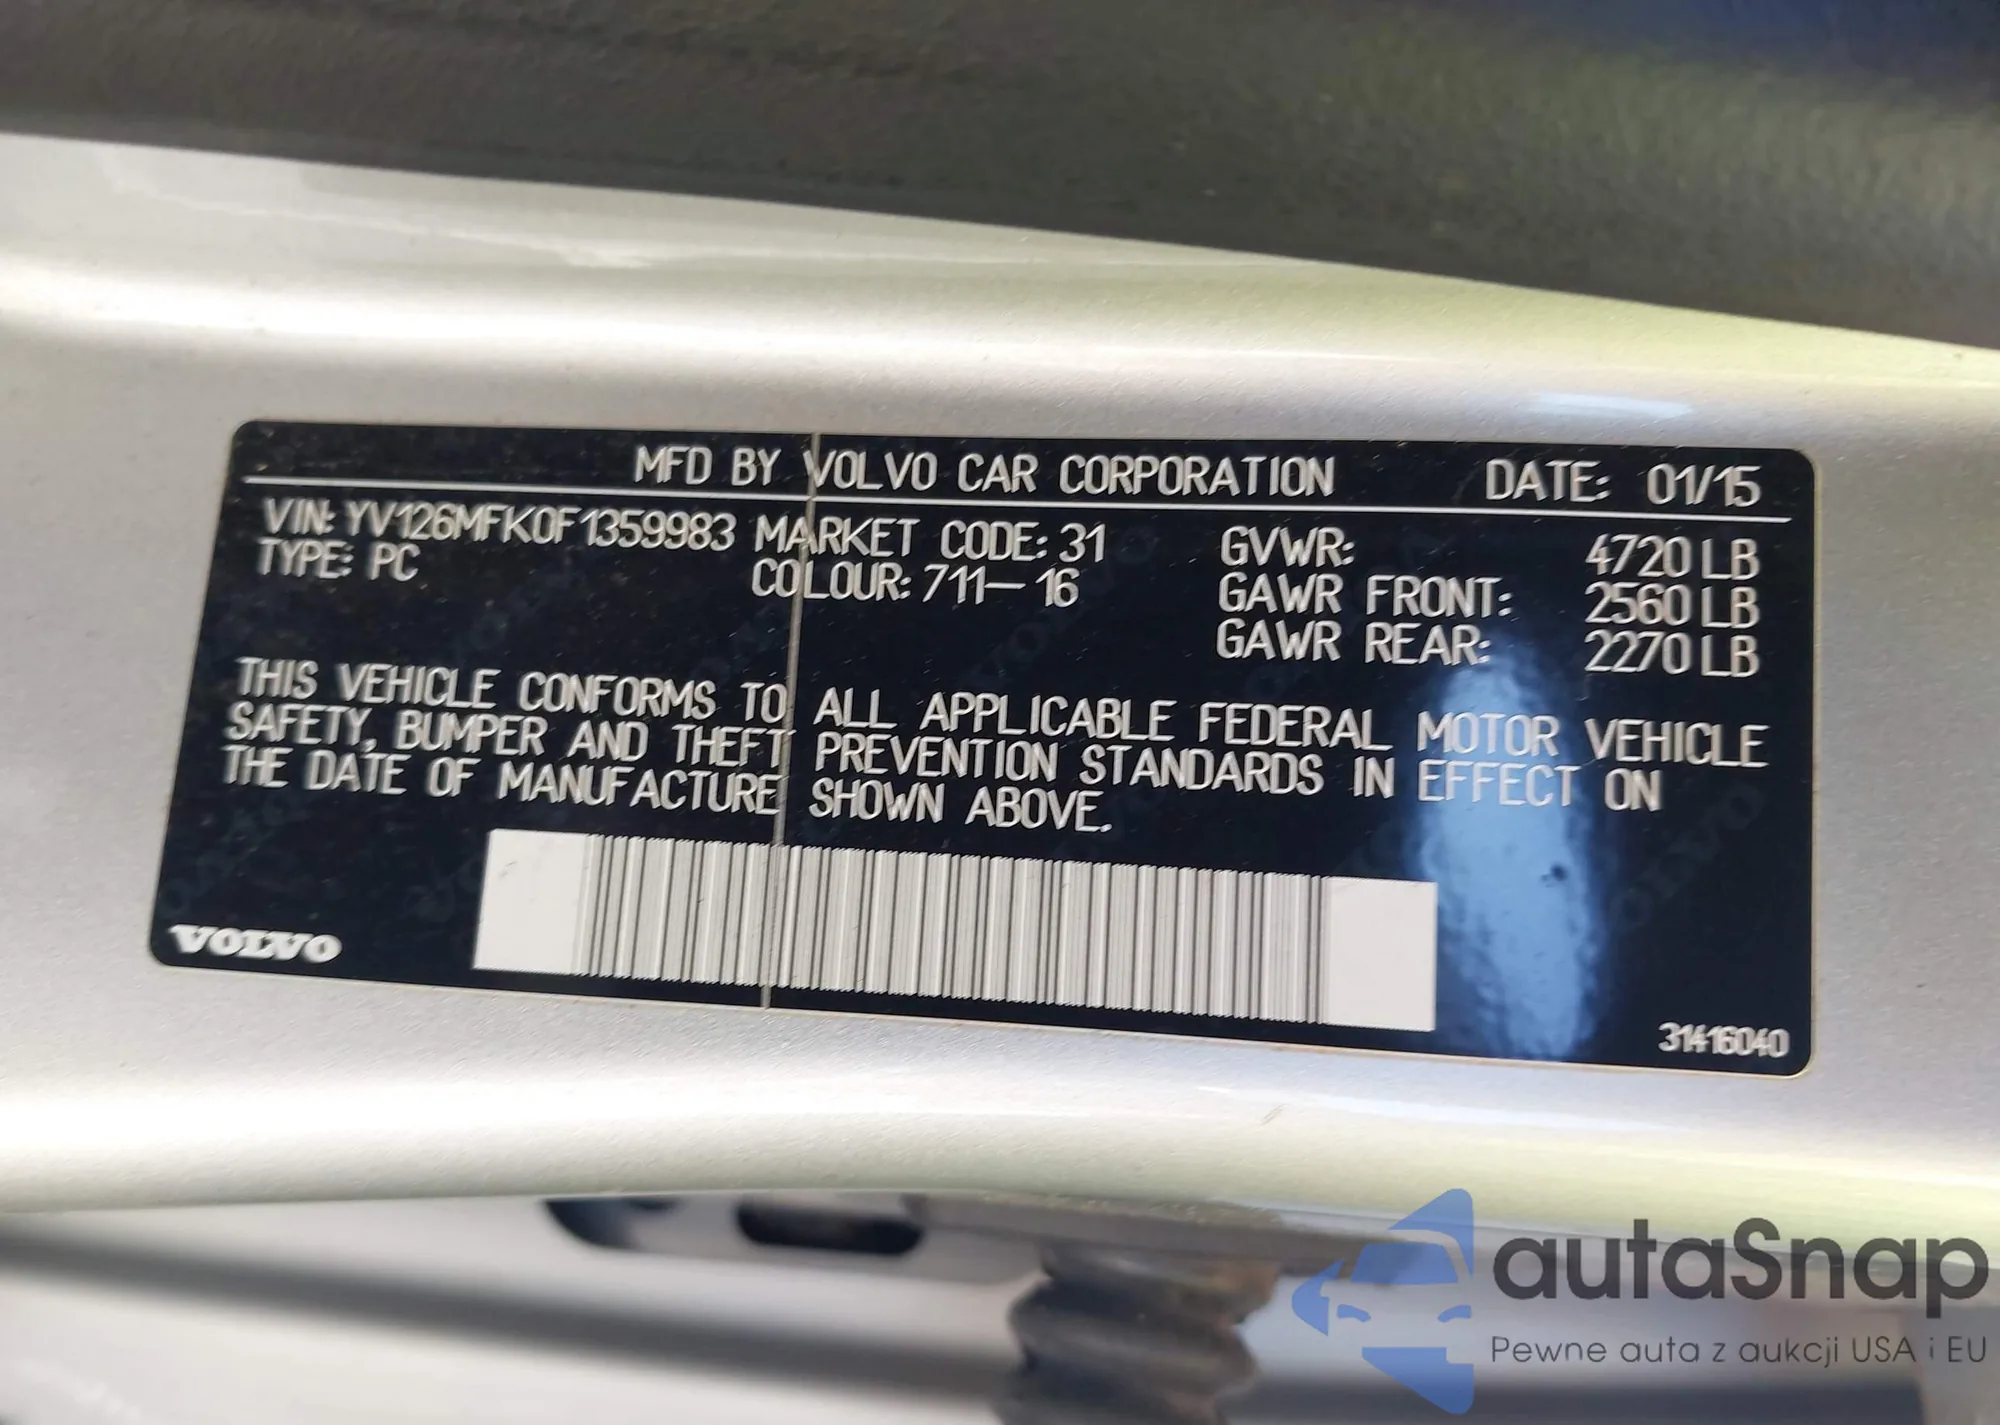 MFD BY VOLVO CAR CORPORATION DATE: 01/15
VIN: YV126MFK0F1359983 MARKET CODE: 31 GVWR: 4720 LB
TYPE: PC COLOUR: 711-16 GAWR FRONT: 2560 LB
GAWR REAR: 2270 LB
THIS VEHICLE CONFORMS TO ALL APPLICABLE FEDERAL MOTOR VEHICLE
SAFETY, BUMPER AND THEFT PREVENTION STANDARDS IN EFFECT ON
THE DATE OF MANUFACTURE SHOWN ABOVE.
VOLVO
31416040
autaSnap
Pewne auta z aukcji USA i EU